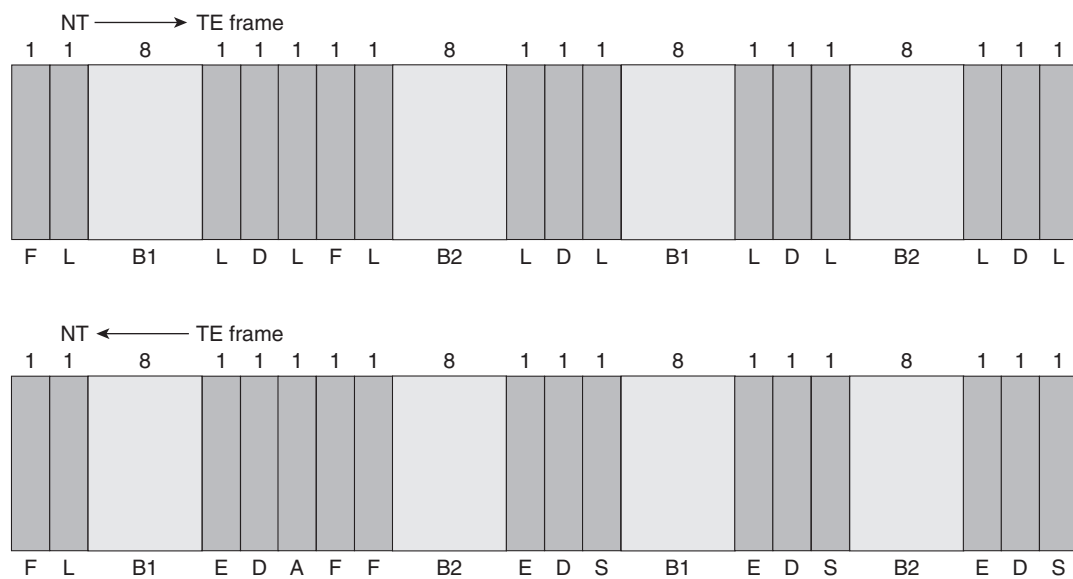 NT TE frame
1 1 8 1 1 1 1 1 8 1 1 1 8 1 1 1 8 1 1 1
F L B1 L D L F L B2 L D L B1 L D L B2 L D L
NT TE frame
1 1 8 1 1 1 1 1 8 1 1 1 8 1 1 1 8 1 1 1
F L B1 E D A F F B2 E D S B1 E D S B2 E D S